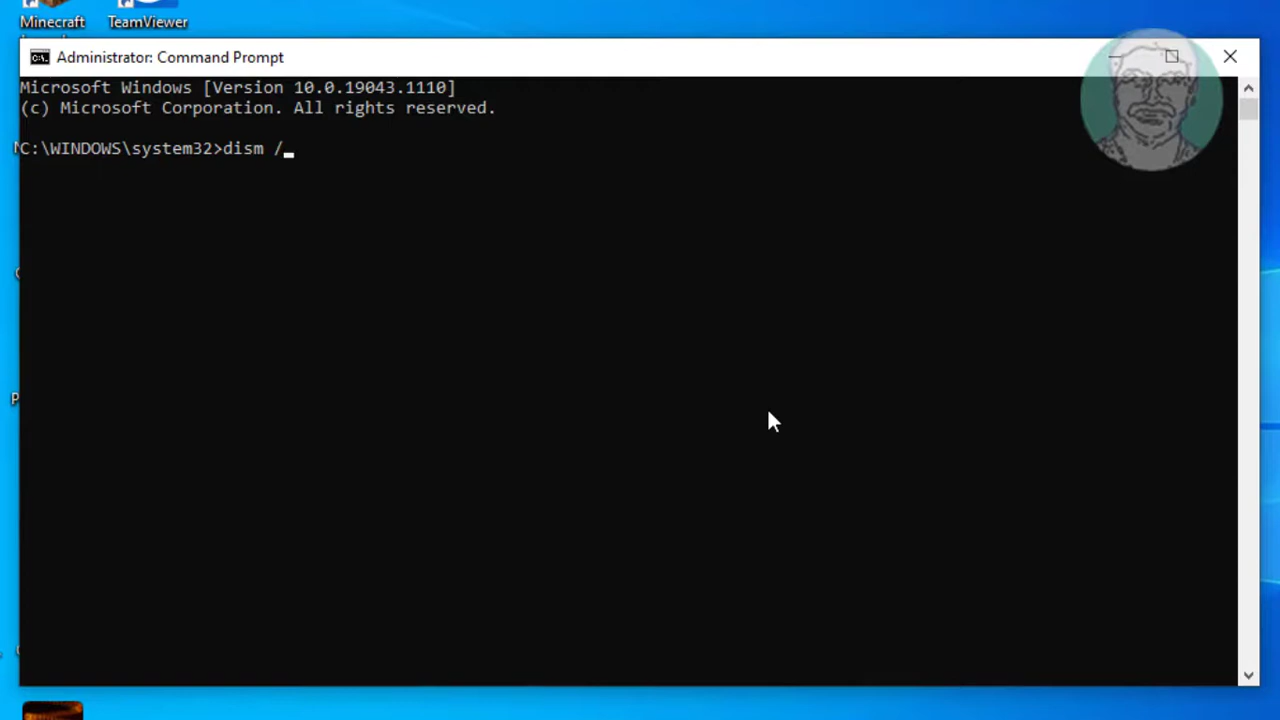 Minecraft TeamViewer
Administrator: Command Prompt
Microsoft Windows [Version 10.0.19043.1110]
(c) Microsoft Corporation. All rights reserved.
C:\WINDOWS\system32>dism /